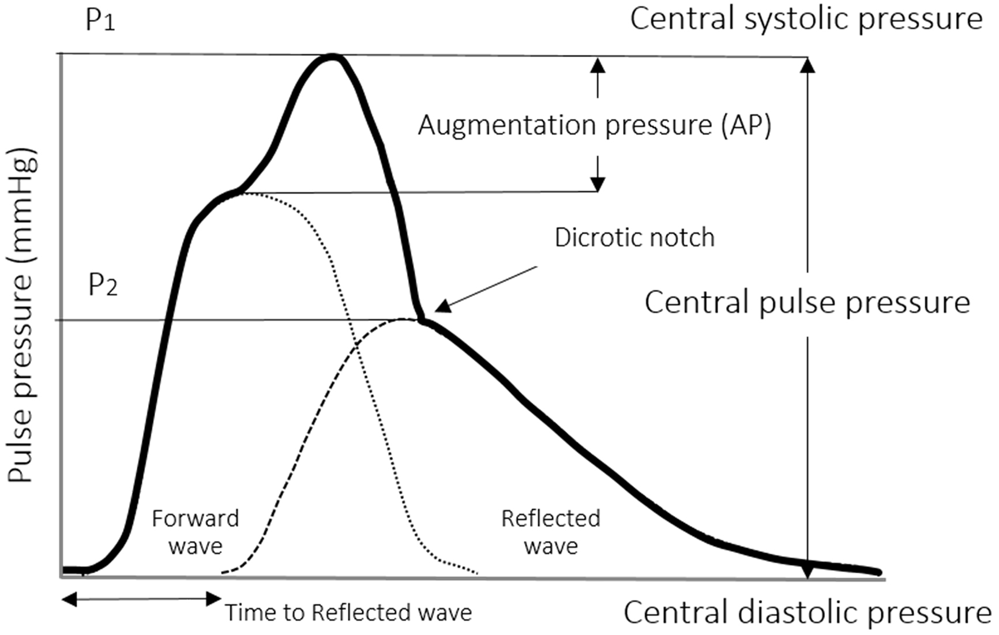 P1
Central systolic pressure
Augmentation pressure (AP)
Pulse pressure (mmHg)
Dicrotic notch
P2
Central pulse pressure
Forward
wave
Reflected
wave
Time to Reflected wave
Central diastolic pressure